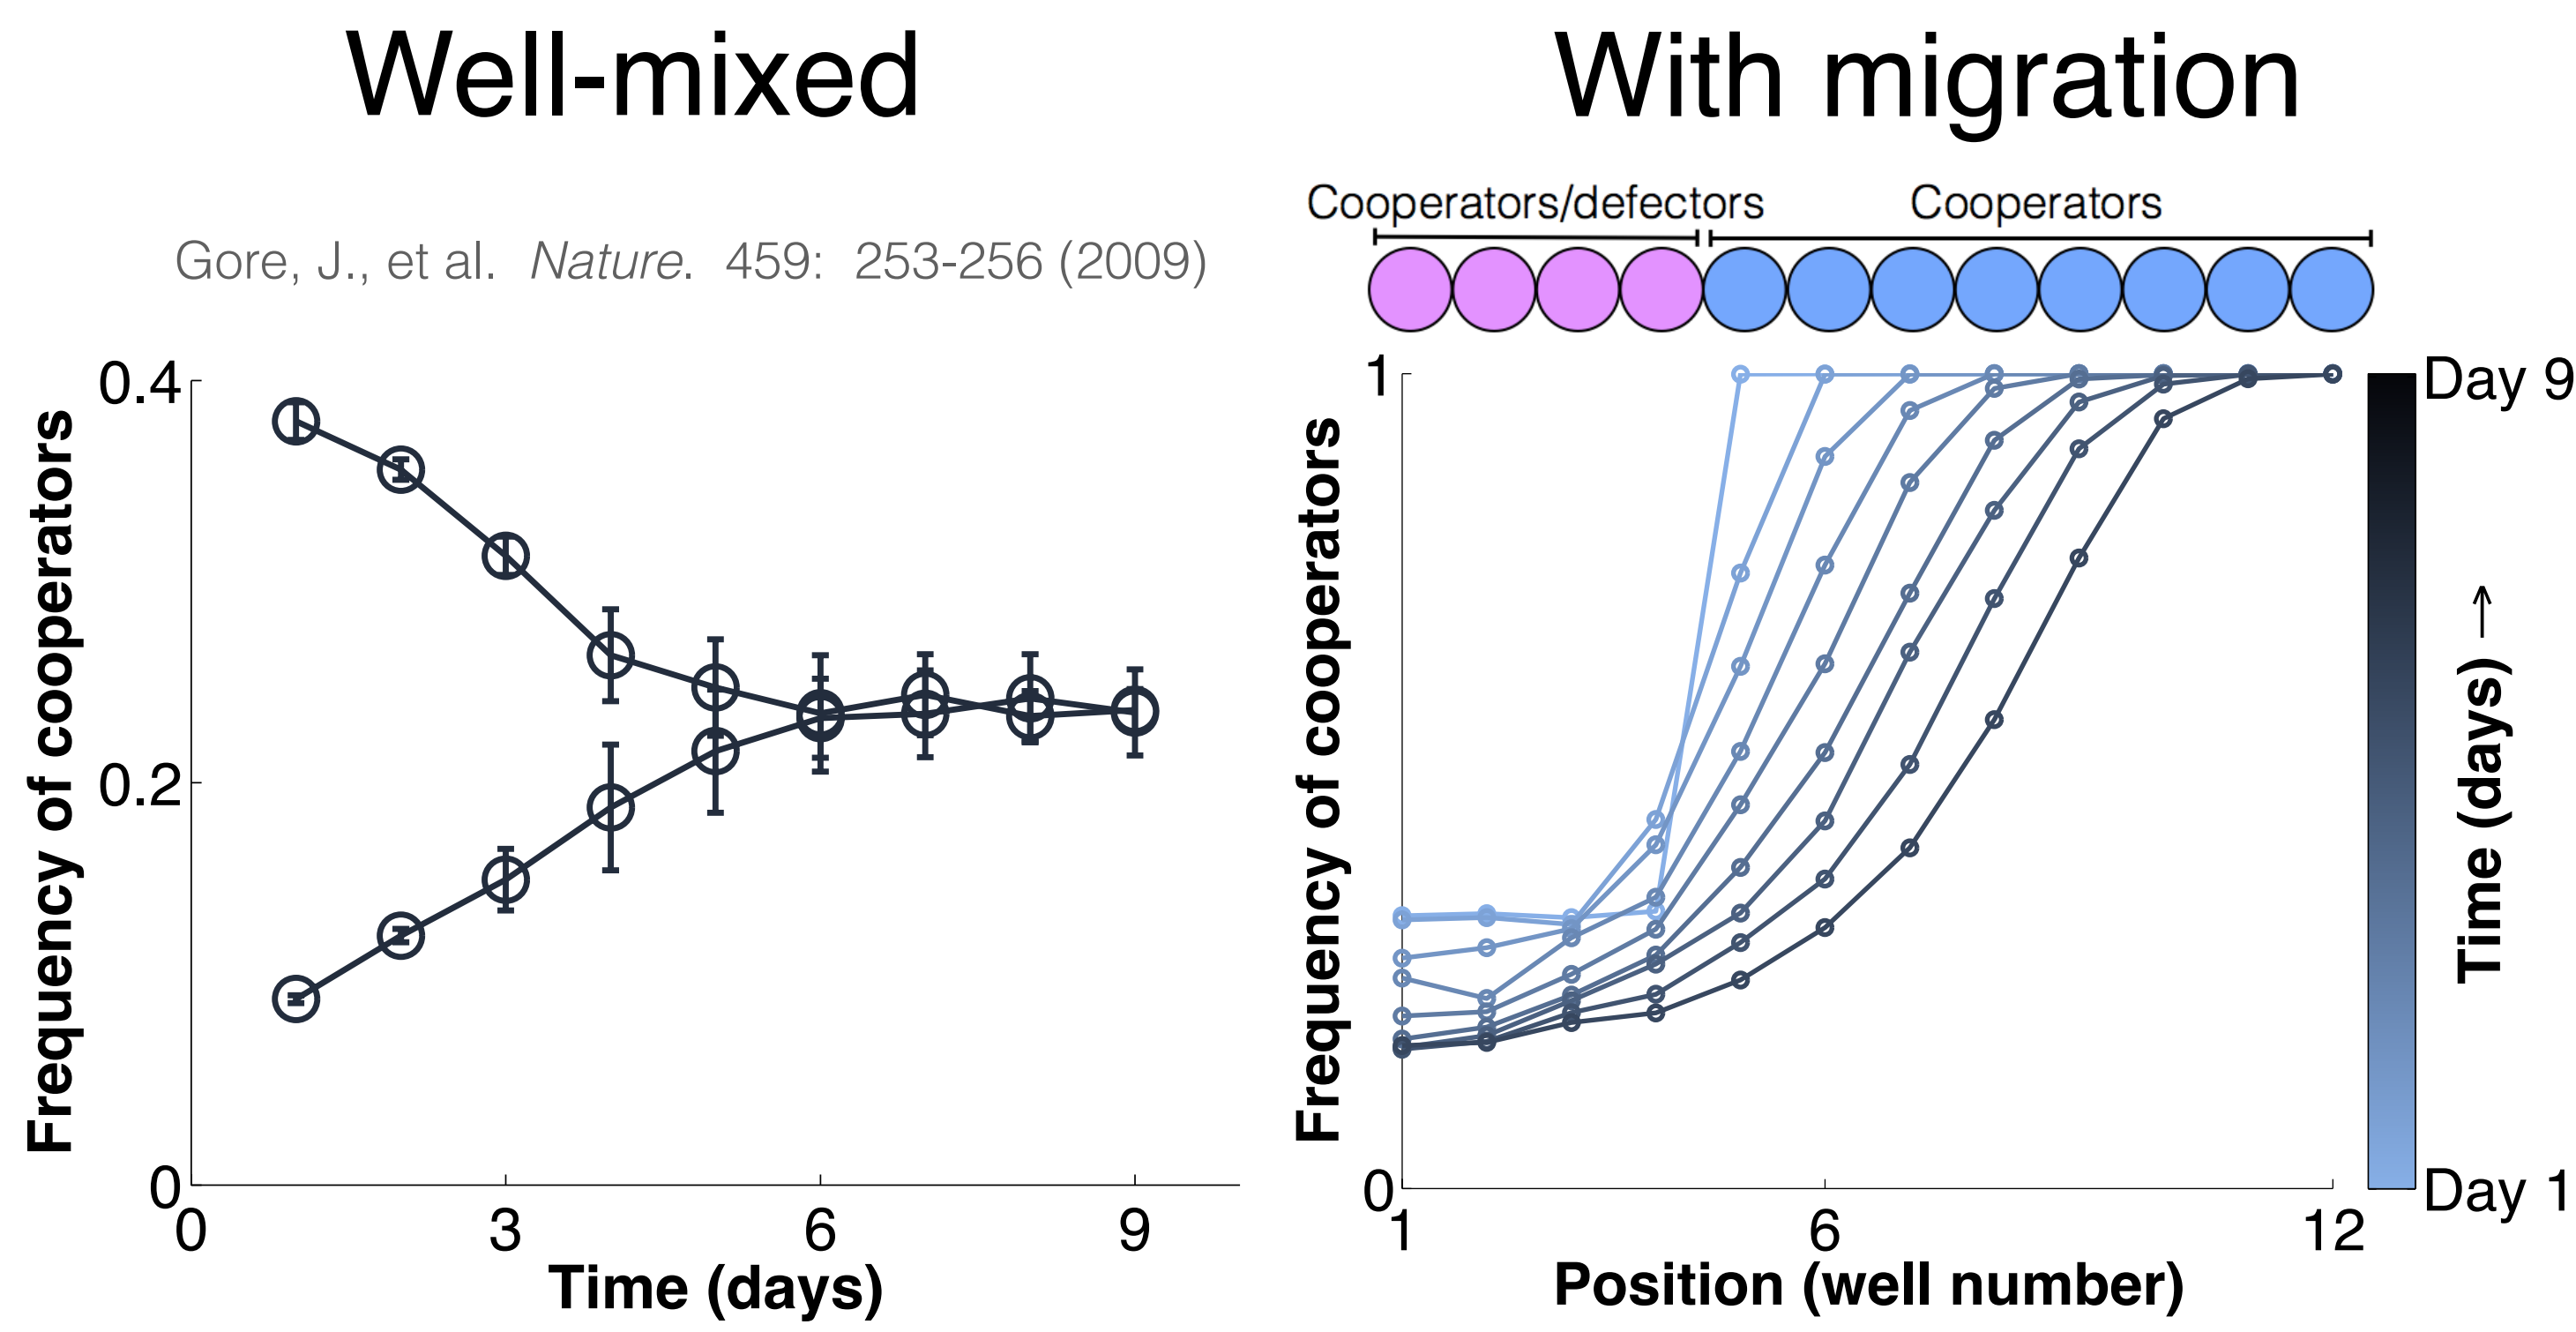 Well-mixed
Gore, J., et al. Nature. 459: 253-256 (2009)
0.4
0.2
0
Frequency of cooperators
0
3
6
9
Time (days)
With migration
Cooperators/defectors
Cooperators
1
0
Frequency of cooperators
1
6
12
Position (well number)
Day 9
Time (days) →
Day 1